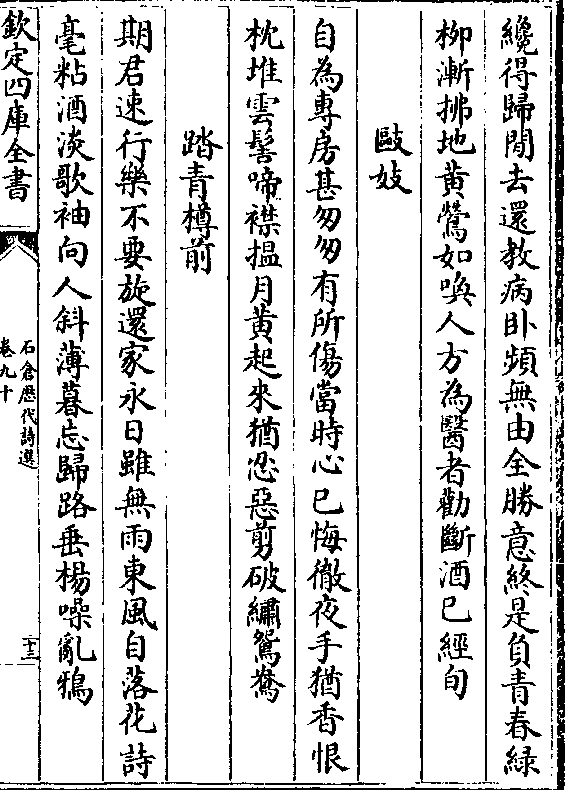 纔得歸閒去還教病卧頻無由全勝意終是負青春緑
柳漸拂地黄鶯如喚人方為醫者勸斷酒已經旬
毆妓
自為專房甚匆匆有所傷當時心已悔徹夜手猶香恨
枕堆雲髻啼襟搵月黄起來猶忍惡剪破繡鴛鴦
踏青樽前
期君速行樂不要旋還家永日雖無雨東風自落花詩
毫粘酒淡歌袖向人斜薄暮忘歸路垂楊噪亂鴉
欽定四庫全書
石倉歷代詩選
卷九十
十三